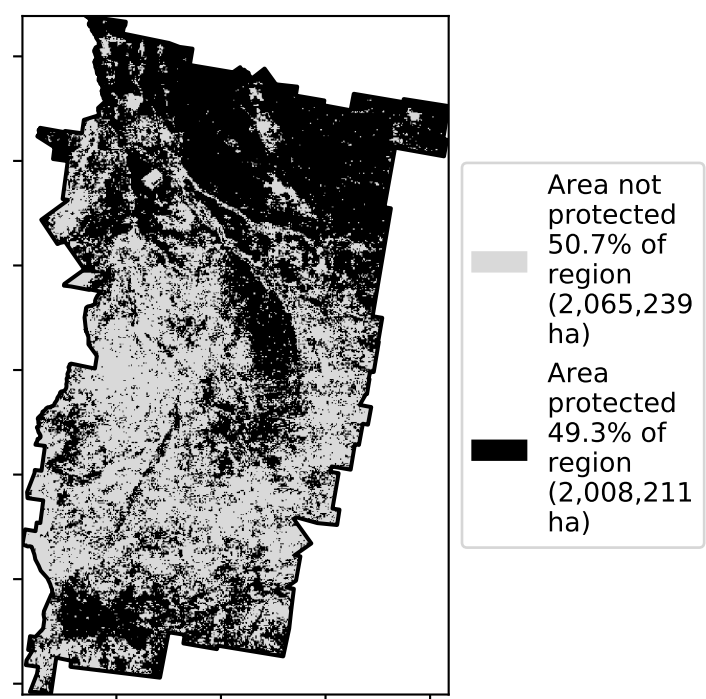 Area not
protected
50.7% of
region
(2,065,239
ha)
Area
protected
49.3% of
region
(2,008,211
ha)